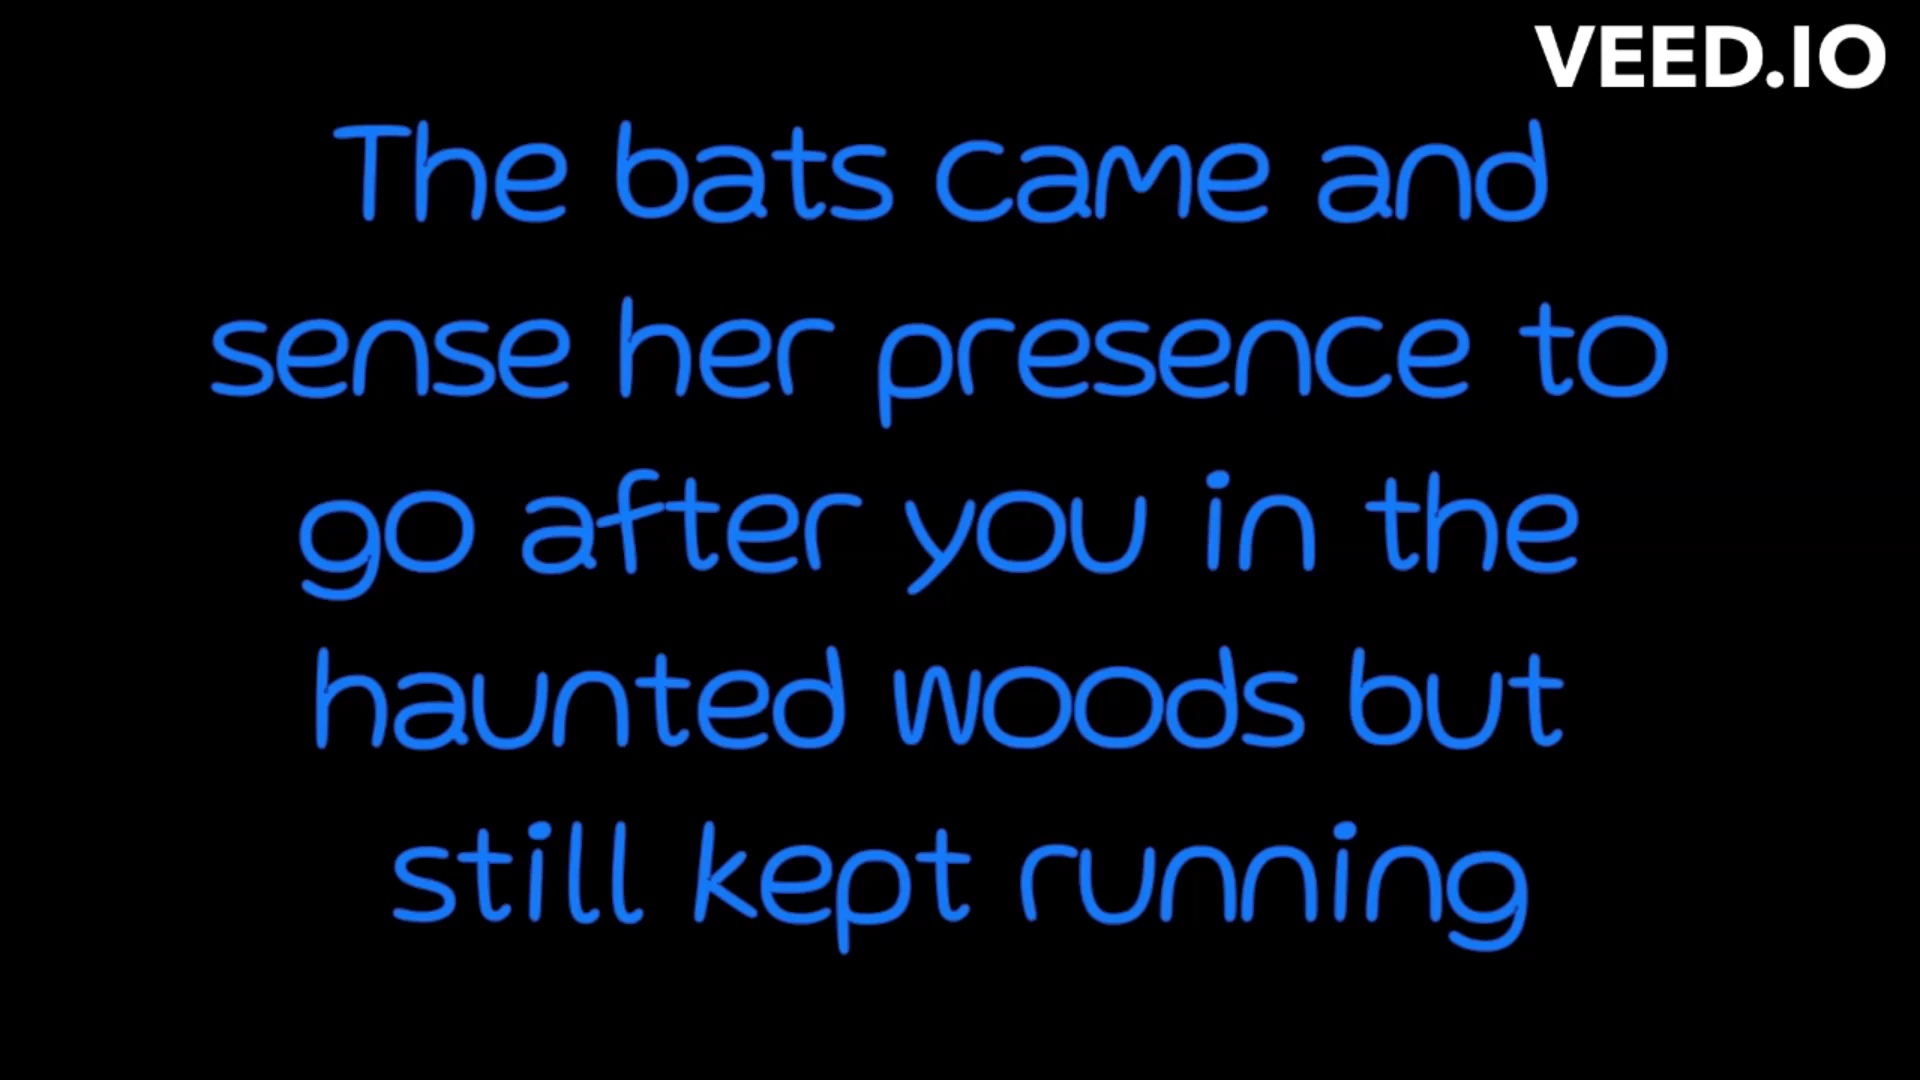 VEED.IO
The bats came and
sense her presence to
go after you in the
haunted woods but
still kept running